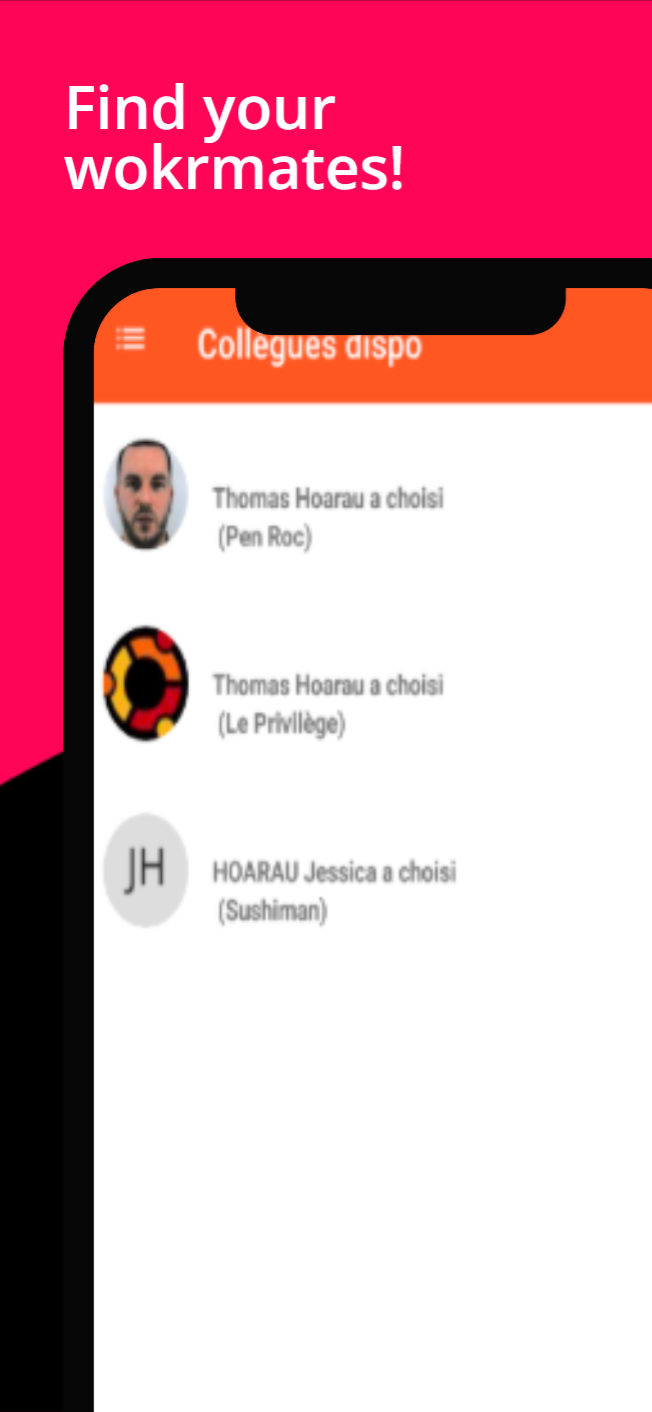 Find your
wokrmates!
Collègues dispo
Thomas Hoarau a choisi
(Pen Roc)
Thomas Hoarau a choisi
(Le Privilège)
JH
HOARAU Jessica a choisi
(Sushiman)